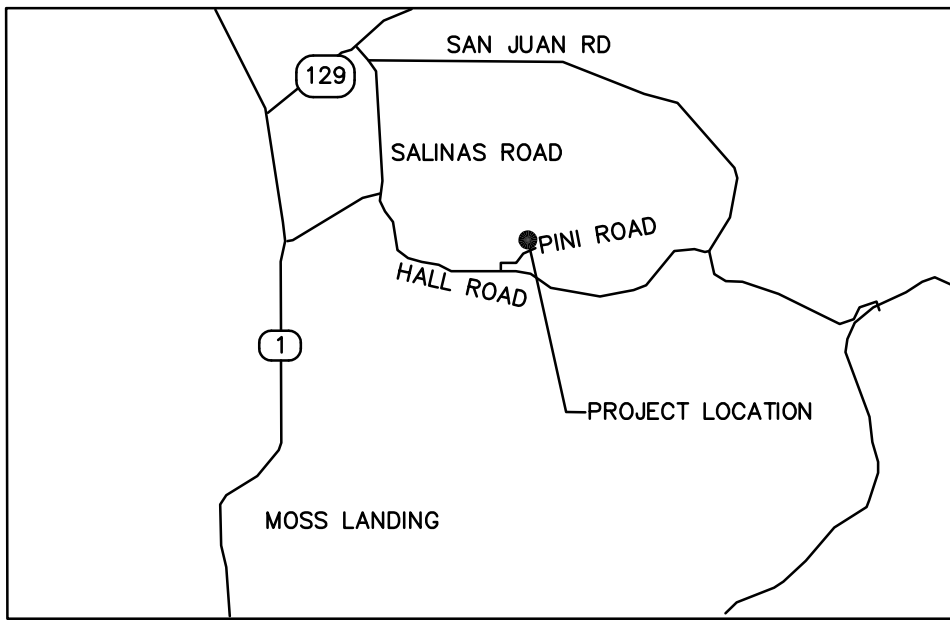 SAN JUAN RD
129
SALINAS ROAD
PINI ROAD
HALL ROAD
1
PROJECT LOCATION
MOSS LANDING